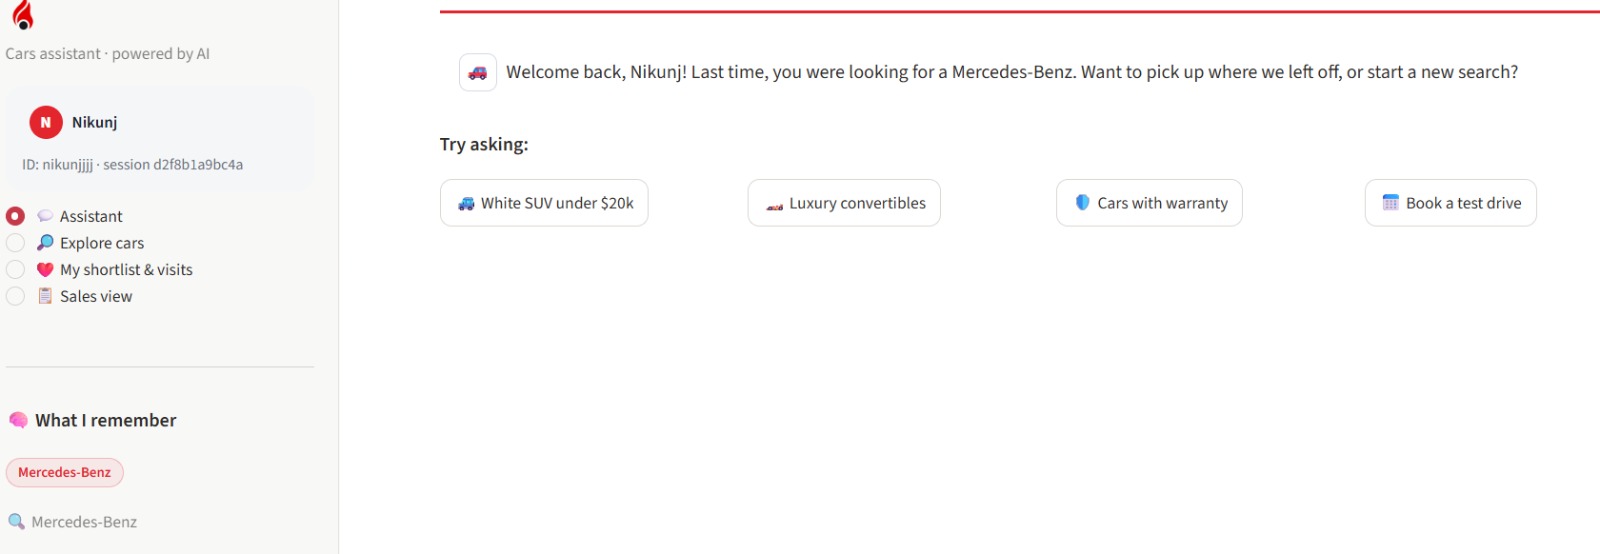 Cars assistant · powered by AI
N
Nikunj
ID: nikunjjjj · session d2f8b1a9bc4a
Assistant
Explore cars
My shortlist & visits
Sales view
What I remember
Mercedes-Benz
Mercedes-Benz
Welcome back, Nikunj! Last time, you were looking for a Mercedes-Benz. Want to pick up where we left off, or start a new search?
Try asking:
White SUV under $20k
Luxury convertibles
Cars with warranty
Book a test drive